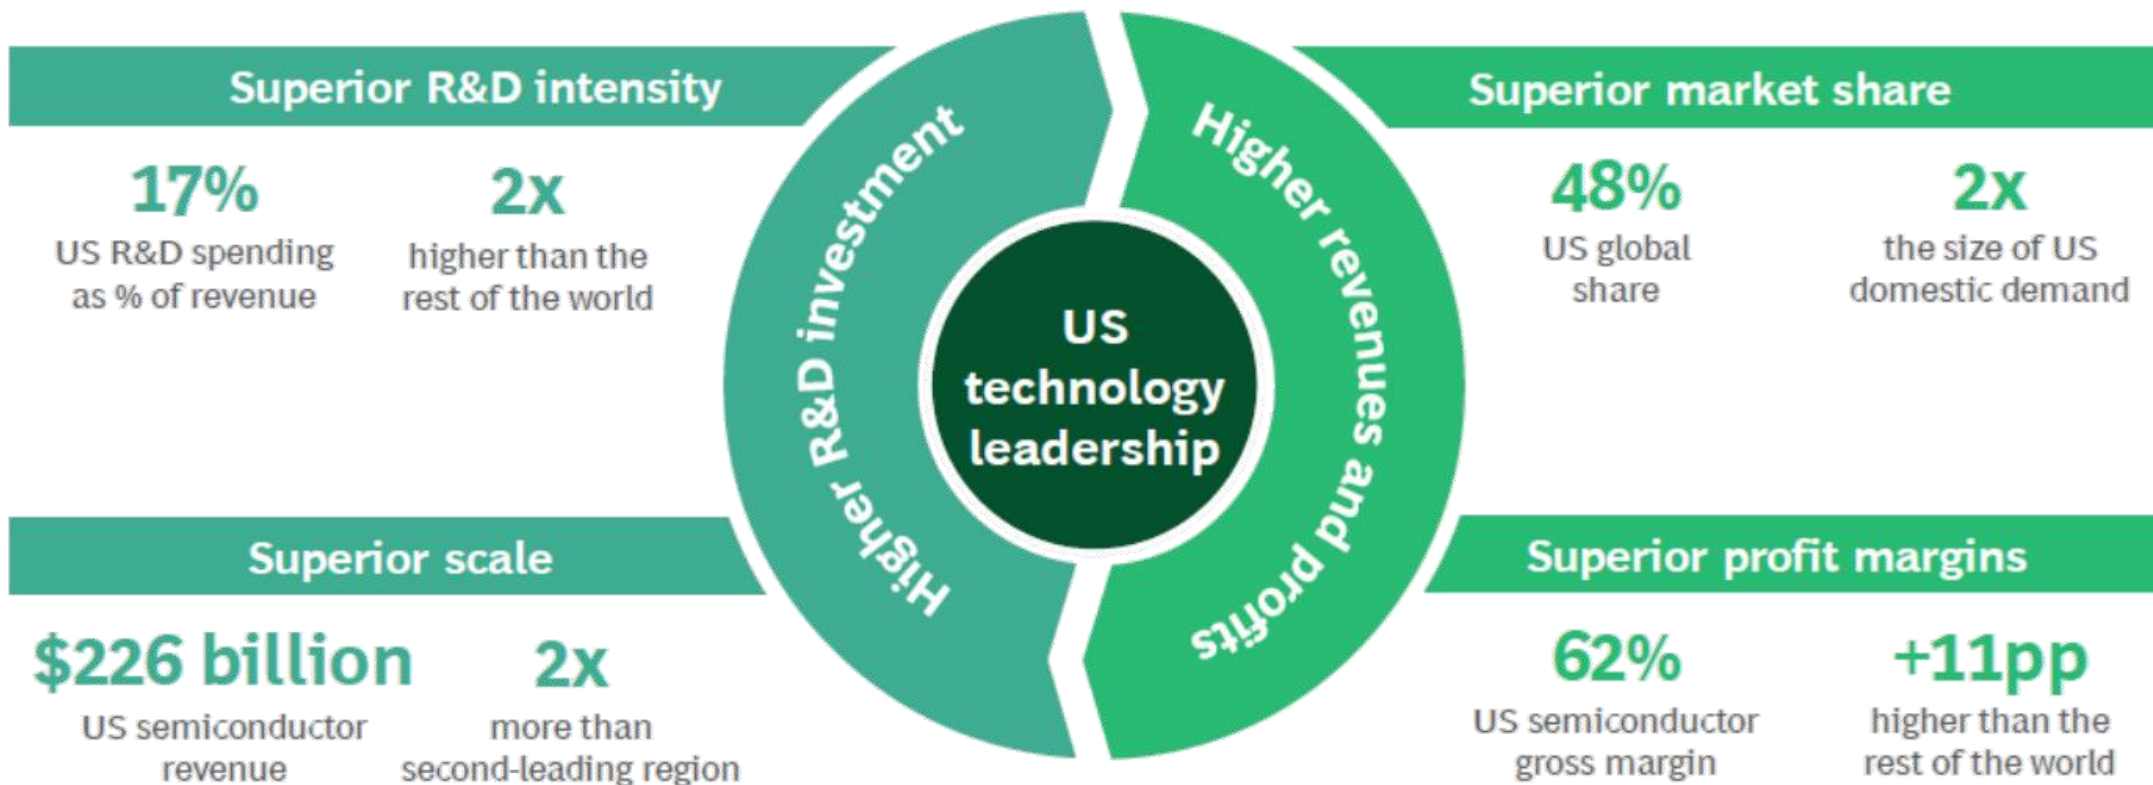 Superior R&D intensity
17%
US R&D spending
as % of revenue
2x
higher than the
rest of the world
Superior scale
$226 billion
US semiconductor
revenue
2x
more than
second-leading region
Higher R&D investment
US
technology
leadership
Higher revenues and profits
Superior market share
48%
US global
share
2x
the size of US
domestic demand
Superior profit margins
62%
US semiconductor
gross margin
+11pp
higher than the
rest of the world